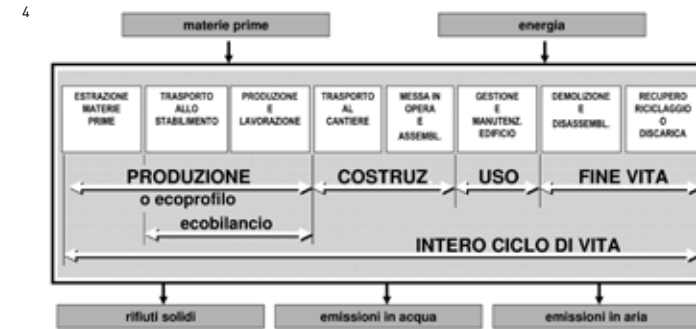 4
materie prime
energia
ESTRAZIONE
MATERIE
PRIME
TRASPORTO
ALLO
STABILIMENTO
PRODUZIONE
E
LAVORAZIONE
TRASPORTO
AL
CANTIERE
MESSA IN
OPERA
E
ASSEMBL.
GESTIONE
E
MANUTENZ.
EDIFICIO
DEMOLIZIONE
E
DISASSEMBL.
RECUPERO
RICICLAGGIO
O
DISCARICA
PRODUZIONE
o ecoprofilo
COSTRUZ
USO
FINE VITA
ecobilancio
INTERO CICLO DI VITA
rifiuti solidi
emissioni in acqua
emissioni in aria